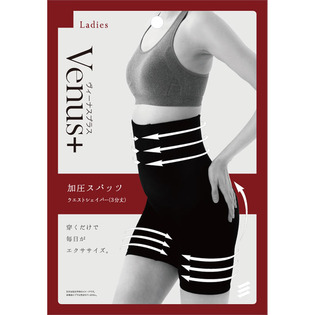 Ladies
Venus+
ヴィーナスプラス
加圧スパッツ
ウエストシェイパー(3分丈)
穿くだけで
毎日が
エクササイズ。